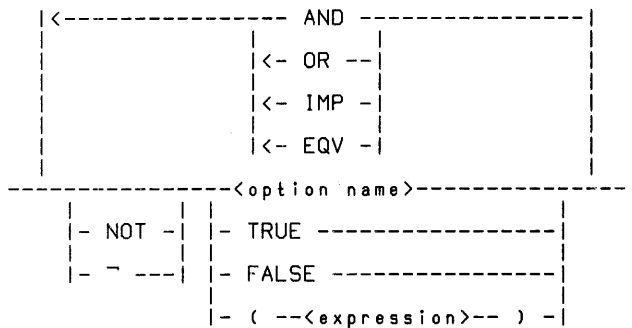 |<-------------- AND --------------|
|<- OR --|
|<- IMP -|
|<- EQV -|
--------------<option name>--------------
|- NOT -| |- TRUE ----------------|
|- ¬ ---| |- FALSE ---------------|
|- ( --<expression>-- ) -|